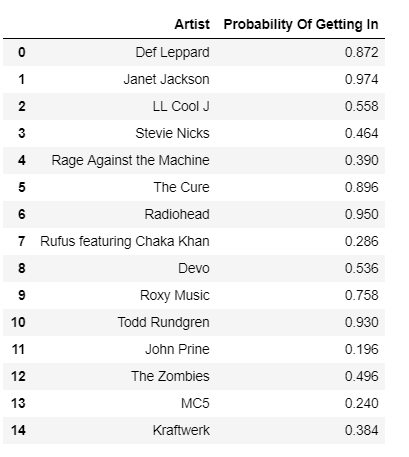 Artist Probability Of Getting In
0 Def Leppard 0.872
1 Janet Jackson 0.974
2 LL Cool J 0.558
3 Stevie Nicks 0.464
4 Rage Against the Machine 0.390
5 The Cure 0.896
6 Radiohead 0.950
7 Rufus featuring Chaka Khan 0.286
8 Devo 0.536
9 Roxy Music 0.758
10 Todd Rundgren 0.930
11 John Prine 0.196
12 The Zombies 0.496
13 MC5 0.240
14 Kraftwerk 0.384